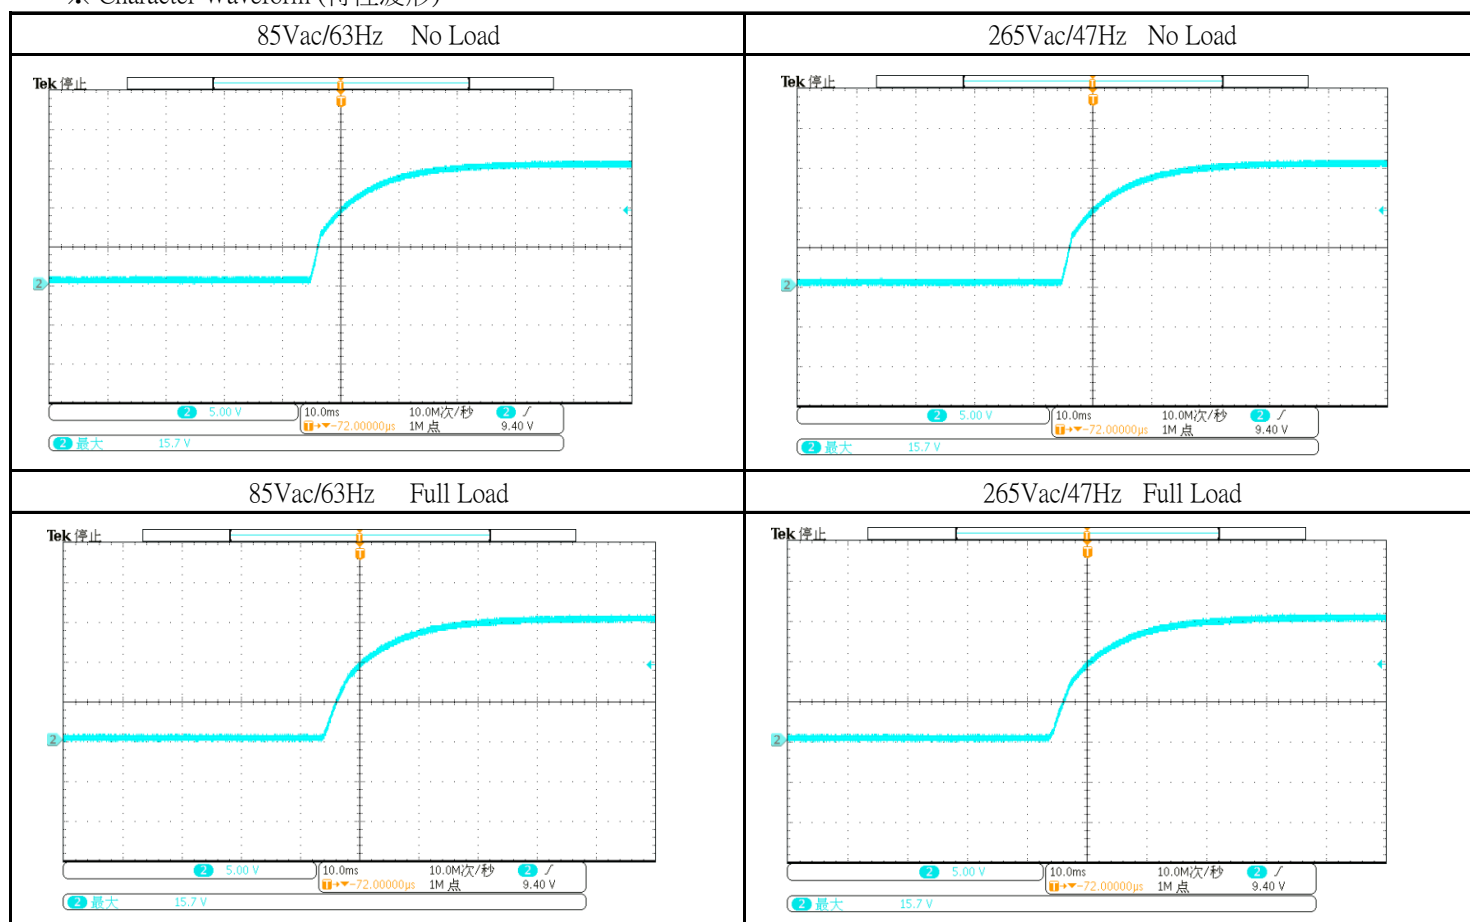 ※ Character Waveform (特性波形)
85Vac/63Hz No Load
265Vac/47Hz No Load
Tek 停止
T
T
2
2 5.00 V
10.0ms 10.0M次/秒 2
T→▼-72.00000µs 1M 点 9.40 V
2 最大 15.7 V
Tek 停止
T
T
2
2 5.00 V
10.0ms 10.0M次/秒 2
T→▼-72.00000µs 1M 点 9.40 V
2 最大 15.7 V
85Vac/63Hz Full Load
265Vac/47Hz Full Load
Tek 停止
T
T
2
2 5.00 V
10.0ms 10.0M次/秒 2
T→▼-72.00000µs 1M 点 9.40 V
2 最大 15.7 V
Tek 停止
T
T
2
2 5.00 V
10.0ms 10.0M次/秒 2
T→▼-72.00000µs 1M 点 9.40 V
2 最大 15.7 V